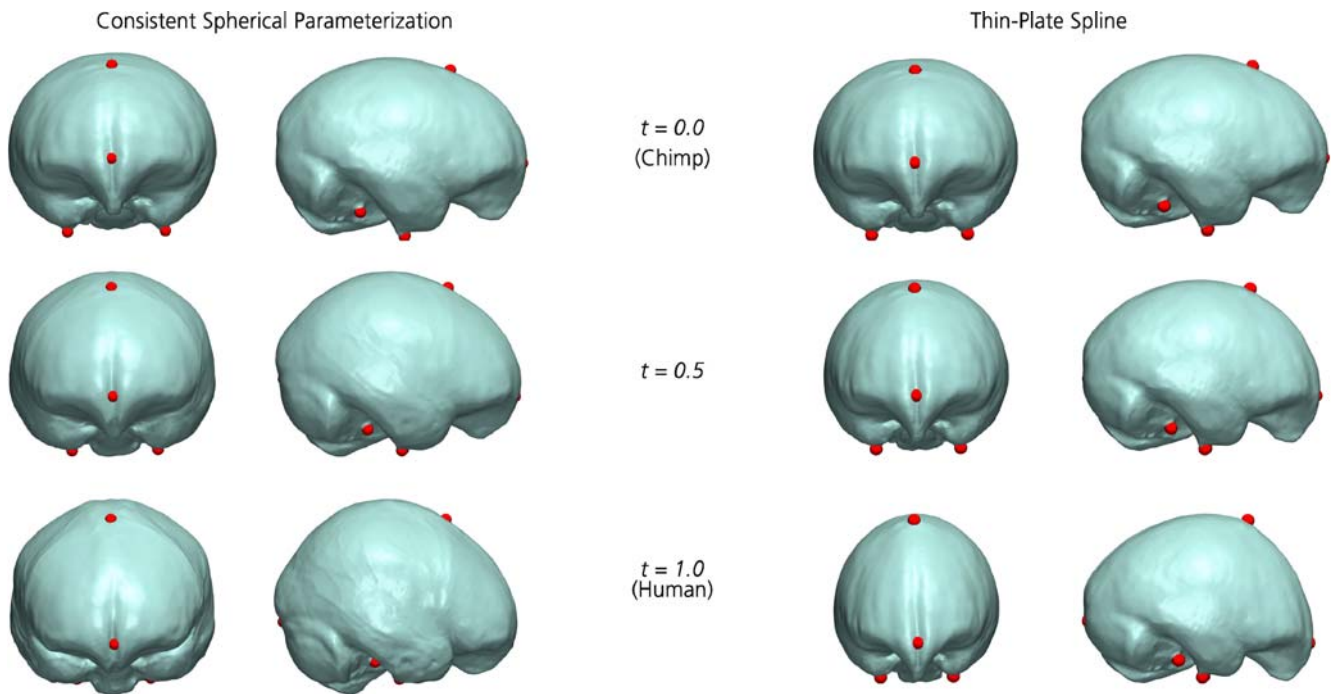 Consistent Spherical Parameterization
Thin-Plate Spline
t = 0.0
(Chimp)
t = 0.5
t = 1.0
(Human)